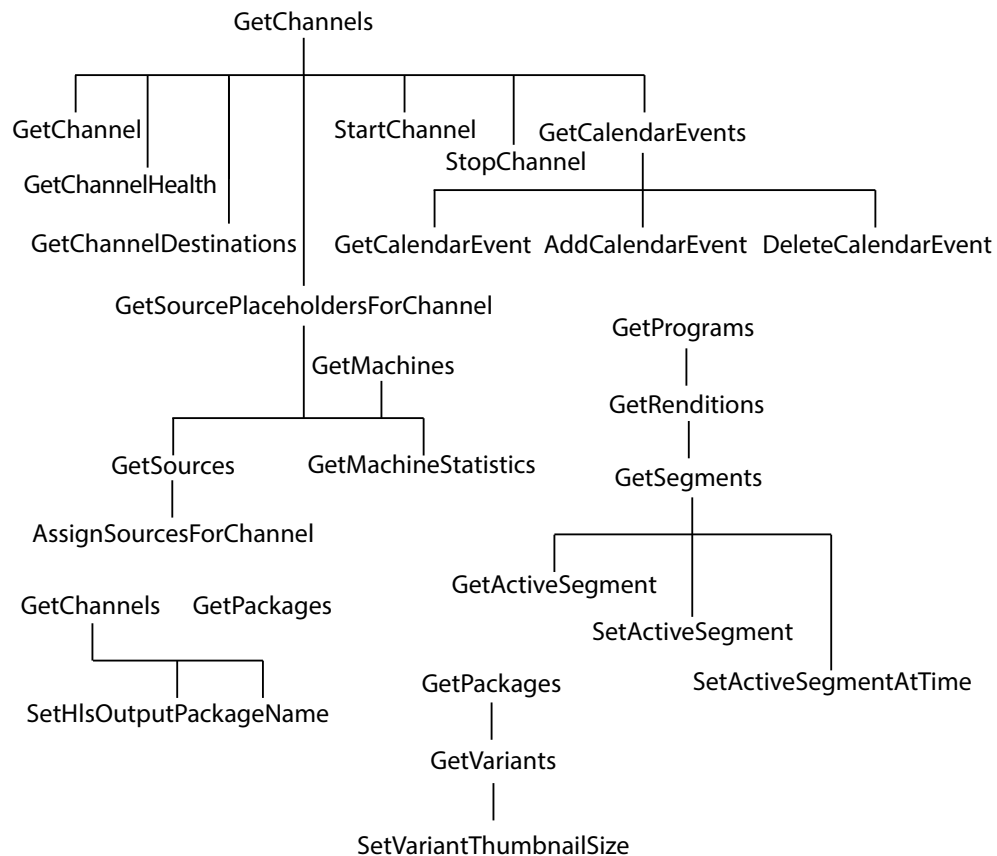 GetChannels
GetChannel
StartChannel
GetCalendarEvents
StopChannel
GetChannelHealth
GetChannelDestinations
GetCalendarEvent
AddCalendarEvent
DeleteCalendarEvent
GetSourcePlaceholdersForChannel
GetPrograms
GetMachines
GetRenditions
GetSources
GetMachineStatistics
GetSegments
AssignSourcesForChannel
GetActiveSegment
GetChannels
GetPackages
SetActiveSegment
GetPackages
SetActiveSegmentAtTime
SetHlsOutputPackageName
GetVariants
SetVariantThumbnailSize